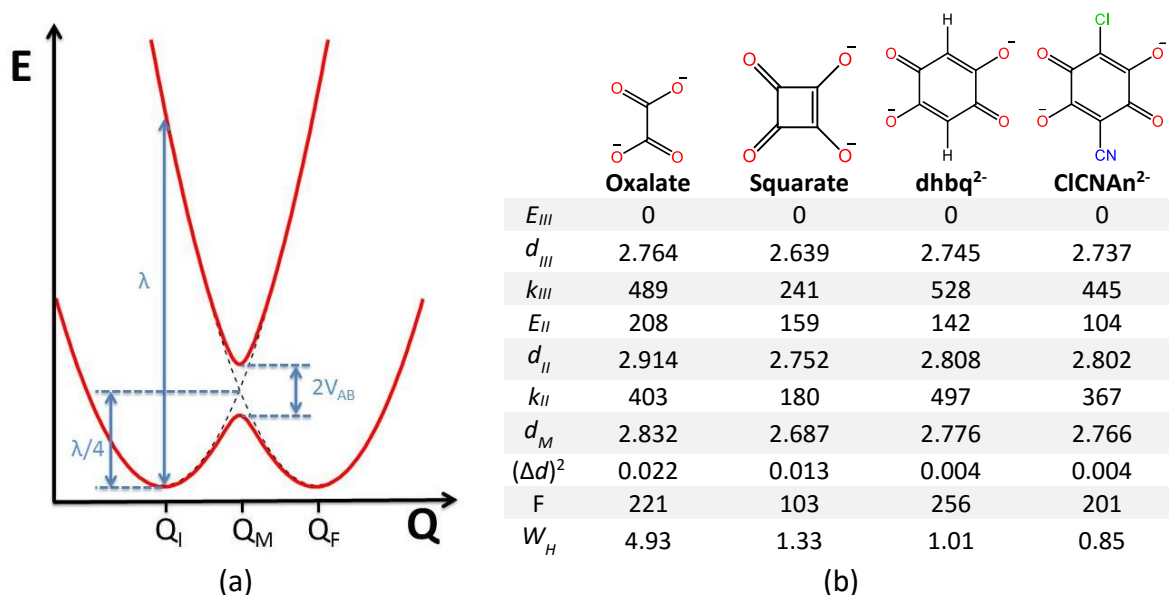 E
λ
λ/4
2V_AB
Q_I Q_M Q_F Q
(a)
O O⁻ O⁻ O
O O⁻ O O⁻
H O O⁻ ⁻O O H
Cl O O⁻ ⁻O O CN
Oxalate Squarate dhbq²⁻ ClCNAn²⁻
E_III 0 0 0 0
d_III 2.764 2.639 2.745 2.737
k_III 489 241 528 445
E_II 208 159 142 104
d_II 2.914 2.752 2.808 2.802
k_II 403 180 497 367
d_M 2.832 2.687 2.776 2.766
(Δd)² 0.022 0.013 0.004 0.004
F 221 103 256 201
W_H 4.93 1.33 1.01 0.85
(b)